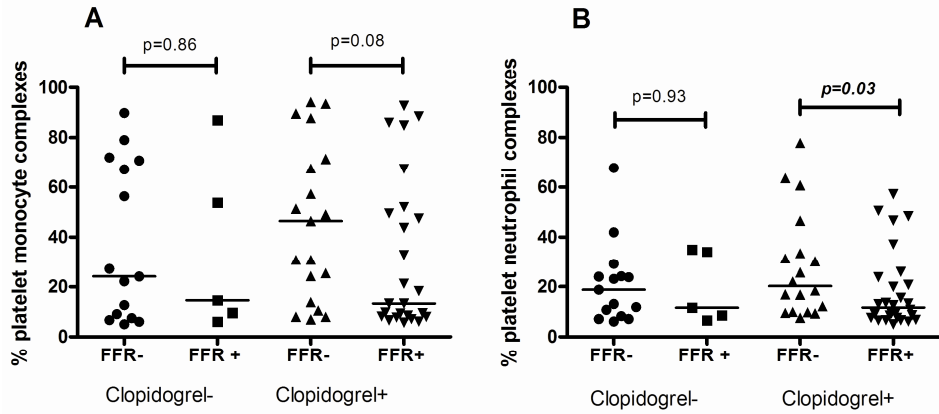 A
p=0.86
p=0.08
% platelet monocyte complexes
100
80
60
40
20
0
FFR-
FFR +
FFR-
FFR+
Clopidogrel-
Clopidogrel+
B
p=0.93
p=0.03
% platelet neutrophil complexes
100
80
60
40
20
0
FFR-
FFR +
FFR-
FFR+
Clopidogrel-
Clopidogrel+